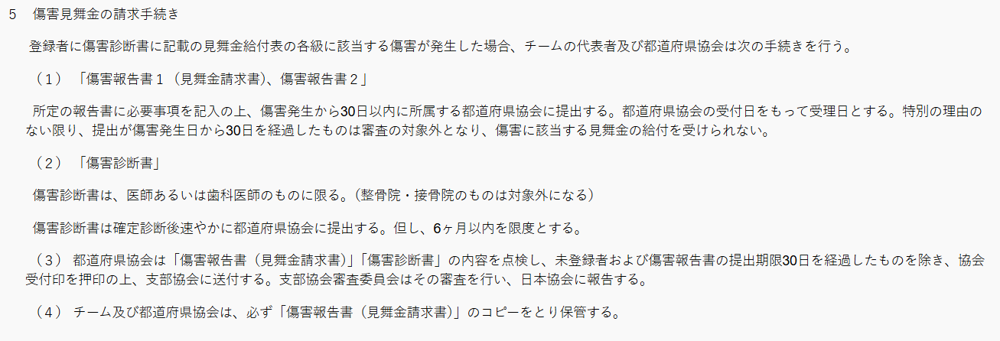 5 傷害見舞金の請求手続き
登録者に傷害診断書に記載の見舞金給付表の各級に該当する傷害が発生した場合、チームの代表者及び都道府県協会は次の手続きを行う。
（１）「傷害報告書１（見舞金請求書）、傷害報告書２」
所定の報告書に必要事項を記入の上、傷害発生から30日以内に所属する都道府県協会に提出する。都道府県協会の受付日をもって受理日とする。特別の理由の
ない限り、提出が傷害発生日から30日を経過したものは審査の対象外となり、傷害に該当する見舞金の給付を受けられない。
（２）「傷害診断書」
傷害診断書は、医師あるいは歯科医師のものに限る。（整骨院・接骨院のものは対象外になる）
傷害診断書は確定診断後速やかに都道府県協会に提出する。但し、6ヶ月以内を限度とする。
（３） 都道府県協会は「傷害報告書（見舞金請求書）」「傷害診断書」の内容を点検し、未登録者および傷害報告書の提出期限30日を経過したものを除き、協会
受付印を押印の上、支部協会に送付する。支部協会審査委員会はその審査を行い、日本協会に報告する。
（４） チーム及び都道府県協会は、必ず「傷害報告書（見舞金請求書）」のコピーをとり保管する。